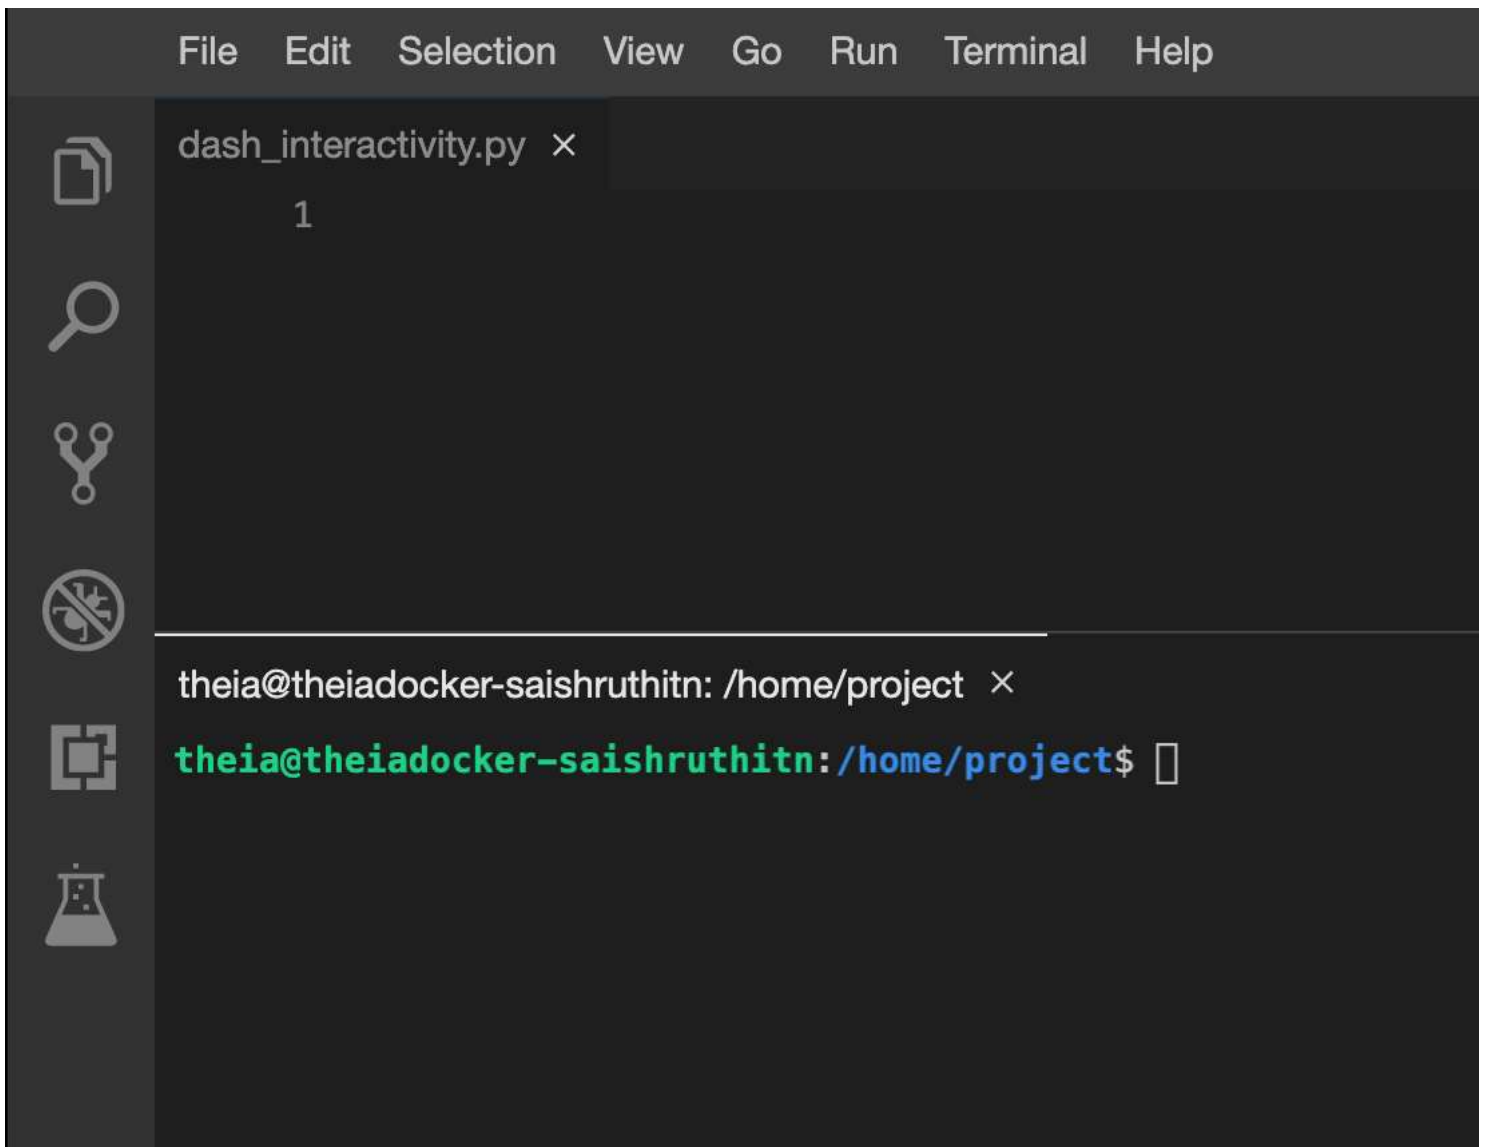 File Edit Selection View Go Run Terminal Help
dash_interactivity.py ×
1
theia@theiadocker-saishruthitn: /home/project ×
theia@theiadocker-saishruthitn:/home/project$